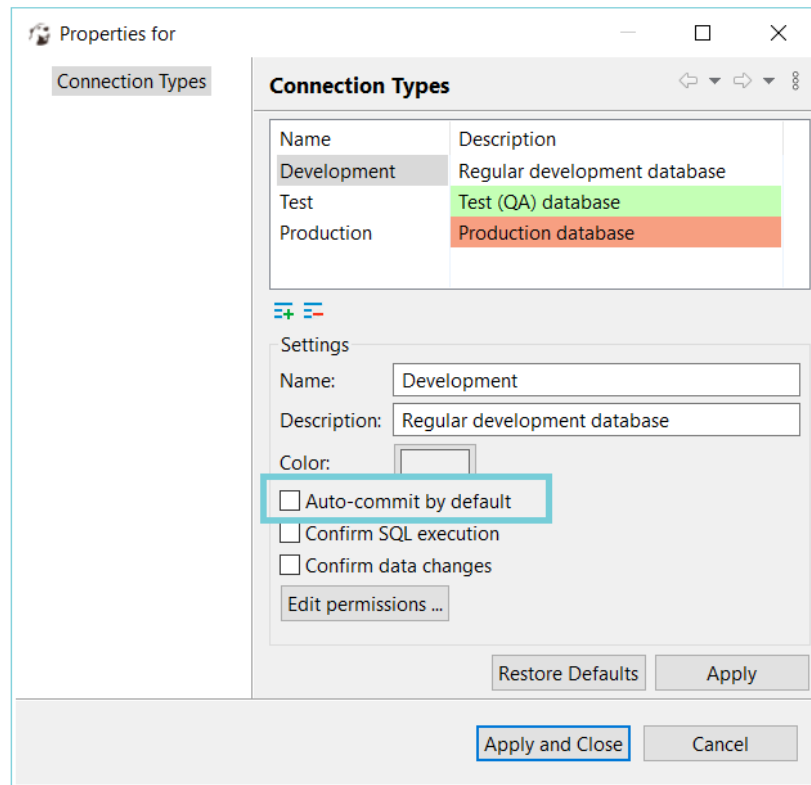 Properties for
Connection Types
Connection Types
Name Description
Development Regular development database
Test Test (QA) database
Production Production database
Settings
Name: Development
Description: Regular development database
Color:
Auto-commit by default
Confirm SQL execution
Confirm data changes
Edit permissions ...
Restore Defaults Apply
Apply and Close Cancel